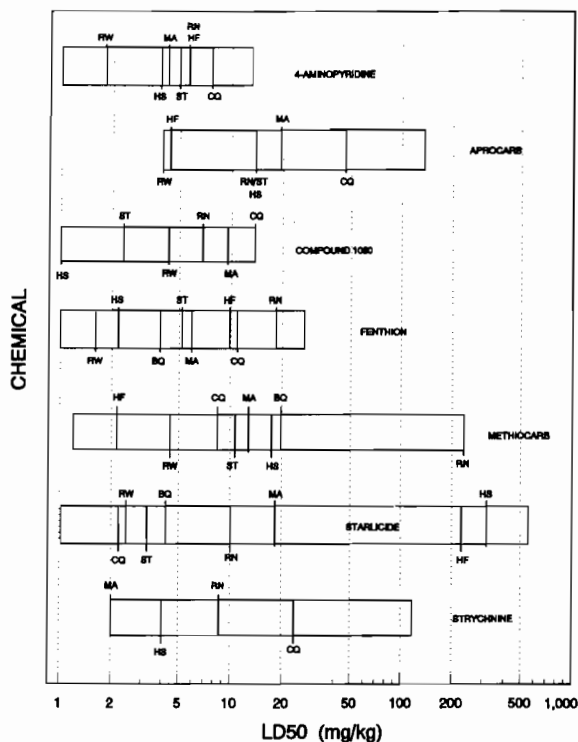 RN
RW MA HF
4-AMINOPYRIDINE
HS ST CQ
HF MA
APROCARB
RW RN/ST CQ
HS
ST RN CQ
COMPOUND 1080
HS RW MA
HS ST HF RN
FENTHION
RW BQ MA CQ
CHEMICAL
HF CQ MA BQ
METHIOCARB
RW ST HS RN
RW BQ MA HS
STARLICIDE
CQ ST RN HF
MA RN
STRYCHNINE
HS CQ
1 2 5 10 20 50 100 200 500 1,000
LD50 (mg/kg)